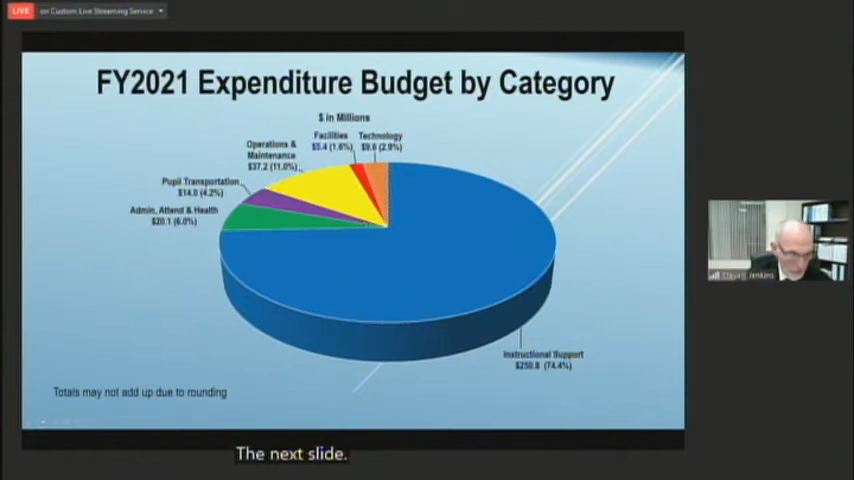 LIVE on Custom Live Streaming Service
FY2021 Expenditure Budget by Category
$ in Millions
Facilities
$5.4 (1.6%)
Technology
$9.6 (2.9%)
Operations &
Maintenance
$37.2 (11.0%)
Pupil Transportation
$14.0 (4.2%)
Admin, Attend & Health
$20.1 (6.0%)
Instructional Support
$250.8 (74.4%)
Totals may not add up due to rounding
Jenkins
The next slide.